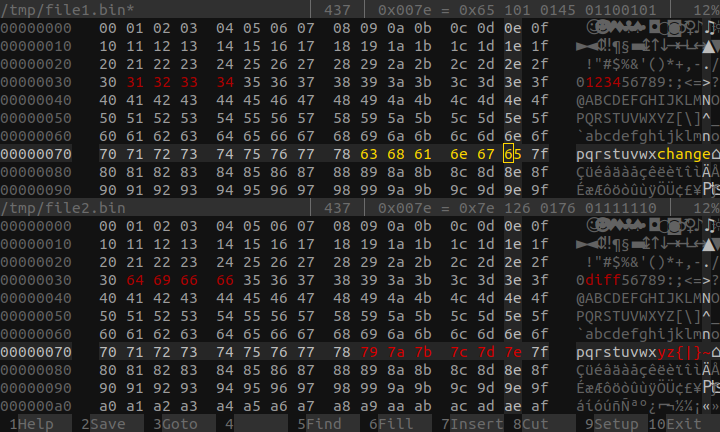 /tmp/file1.bin* 437 0x007e = 0x65 101 0145 01100101 12%
00000000 00 01 02 03 04 05 06 07 08 09 0a 0b 0c 0d 0e 0f
00000010 10 11 12 13 14 15 16 17 18 19 1a 1b 1c 1d 1e 1f
00000020 20 21 22 23 24 25 26 27 28 29 2a 2b 2c 2d 2e 2f !"#$%&'()*+,-./
00000030 30 31 32 33 34 35 36 37 38 39 3a 3b 3c 3d 3e 3f 0123456789:;<=>?
00000040 40 41 42 43 44 45 46 47 48 49 4a 4b 4c 4d 4e 4f @ABCDEFGHIJKLMNO
00000050 50 51 52 53 54 55 56 57 58 59 5a 5b 5c 5d 5e 5f PQRSTUVWXYZ[\]^_
00000060 60 61 62 63 64 65 66 67 68 69 6a 6b 6c 6d 6e 6f `abcdefghijklmno
00000070 70 71 72 73 74 75 76 77 78 63 68 61 6e 67 65 7f pqrstuvwxchange⌂
00000080 80 81 82 83 84 85 86 87 88 89 8a 8b 8c 8d 8e 8f ÇüéâäàåçêëèïîìÄÅ
00000090 90 91 92 93 94 95 96 97 98 99 9a 9b 9c 9d 9e 9f ÉæÆôöòûùÿÖÜ¢£¥₧ƒ
/tmp/file2.bin 437 0x007e = 0x7e 126 0176 01111110 12%
00000000 00 01 02 03 04 05 06 07 08 09 0a 0b 0c 0d 0e 0f
00000010 10 11 12 13 14 15 16 17 18 19 1a 1b 1c 1d 1e 1f
00000020 20 21 22 23 24 25 26 27 28 29 2a 2b 2c 2d 2e 2f !"#$%&'()*+,-./
00000030 30 64 69 66 66 35 36 37 38 39 3a 3b 3c 3d 3e 3f 0diff56789:;<=>?
00000040 40 41 42 43 44 45 46 47 48 49 4a 4b 4c 4d 4e 4f @ABCDEFGHIJKLMNO
00000050 50 51 52 53 54 55 56 57 58 59 5a 5b 5c 5d 5e 5f PQRSTUVWXYZ[\]^_
00000060 60 61 62 63 64 65 66 67 68 69 6a 6b 6c 6d 6e 6f `abcdefghijklmno
00000070 70 71 72 73 74 75 76 77 78 79 7a 7b 7c 7d 7e 7f pqrstuvwxyz{|}~⌂
00000080 80 81 82 83 84 85 86 87 88 89 8a 8b 8c 8d 8e 8f ÇüéâäàåçêëèïîìÄÅ
00000090 90 91 92 93 94 95 96 97 98 99 9a 9b 9c 9d 9e 9f ÉæÆôöòûùÿÖÜ¢£¥₧ƒ
000000a0 a0 a1 a2 a3 a4 a5 a6 a7 a8 a9 aa ab ac ad ae af áíóúñÑªº¿⌐¬½¼¡«»
1Help 2Save 3Goto 4 5Find 6Fill 7Insert 8Cut 9Setup 10Exit